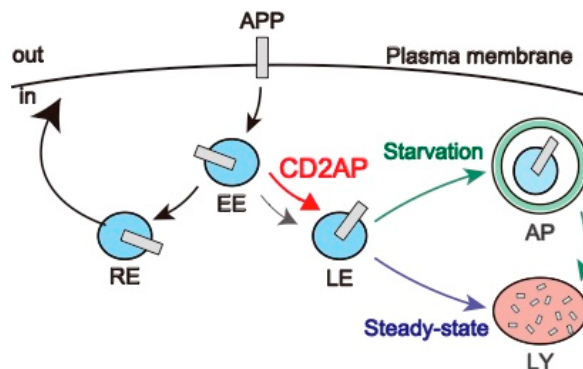 APP
out
Plasma membrane
in
CD2AP
Starvation
EE
AP
RE
LE
Steady-state
LY